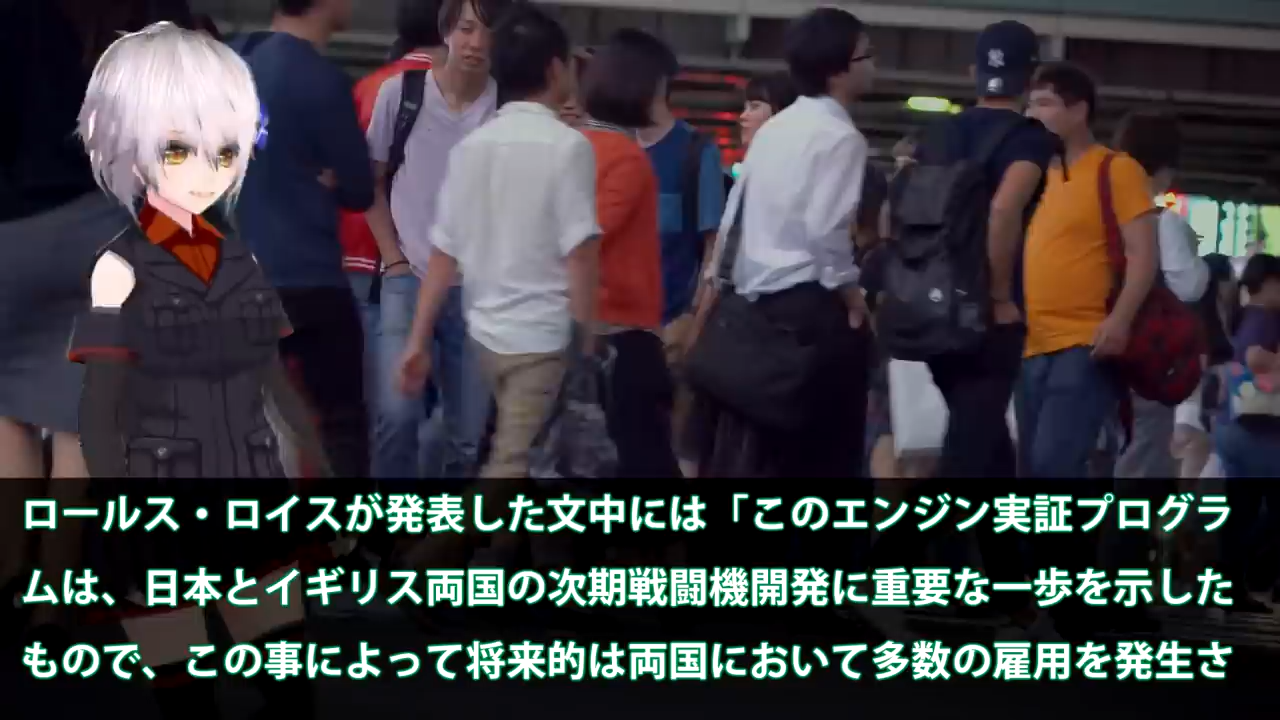 ロールス・ロイスが発表した文中には「このエンジン実証プログラ
ムは、日本とイギリス両国の次期戦闘機開発に重要な一歩を示した
もので、この事によって将来的は両国において多数の雇用を発生さ